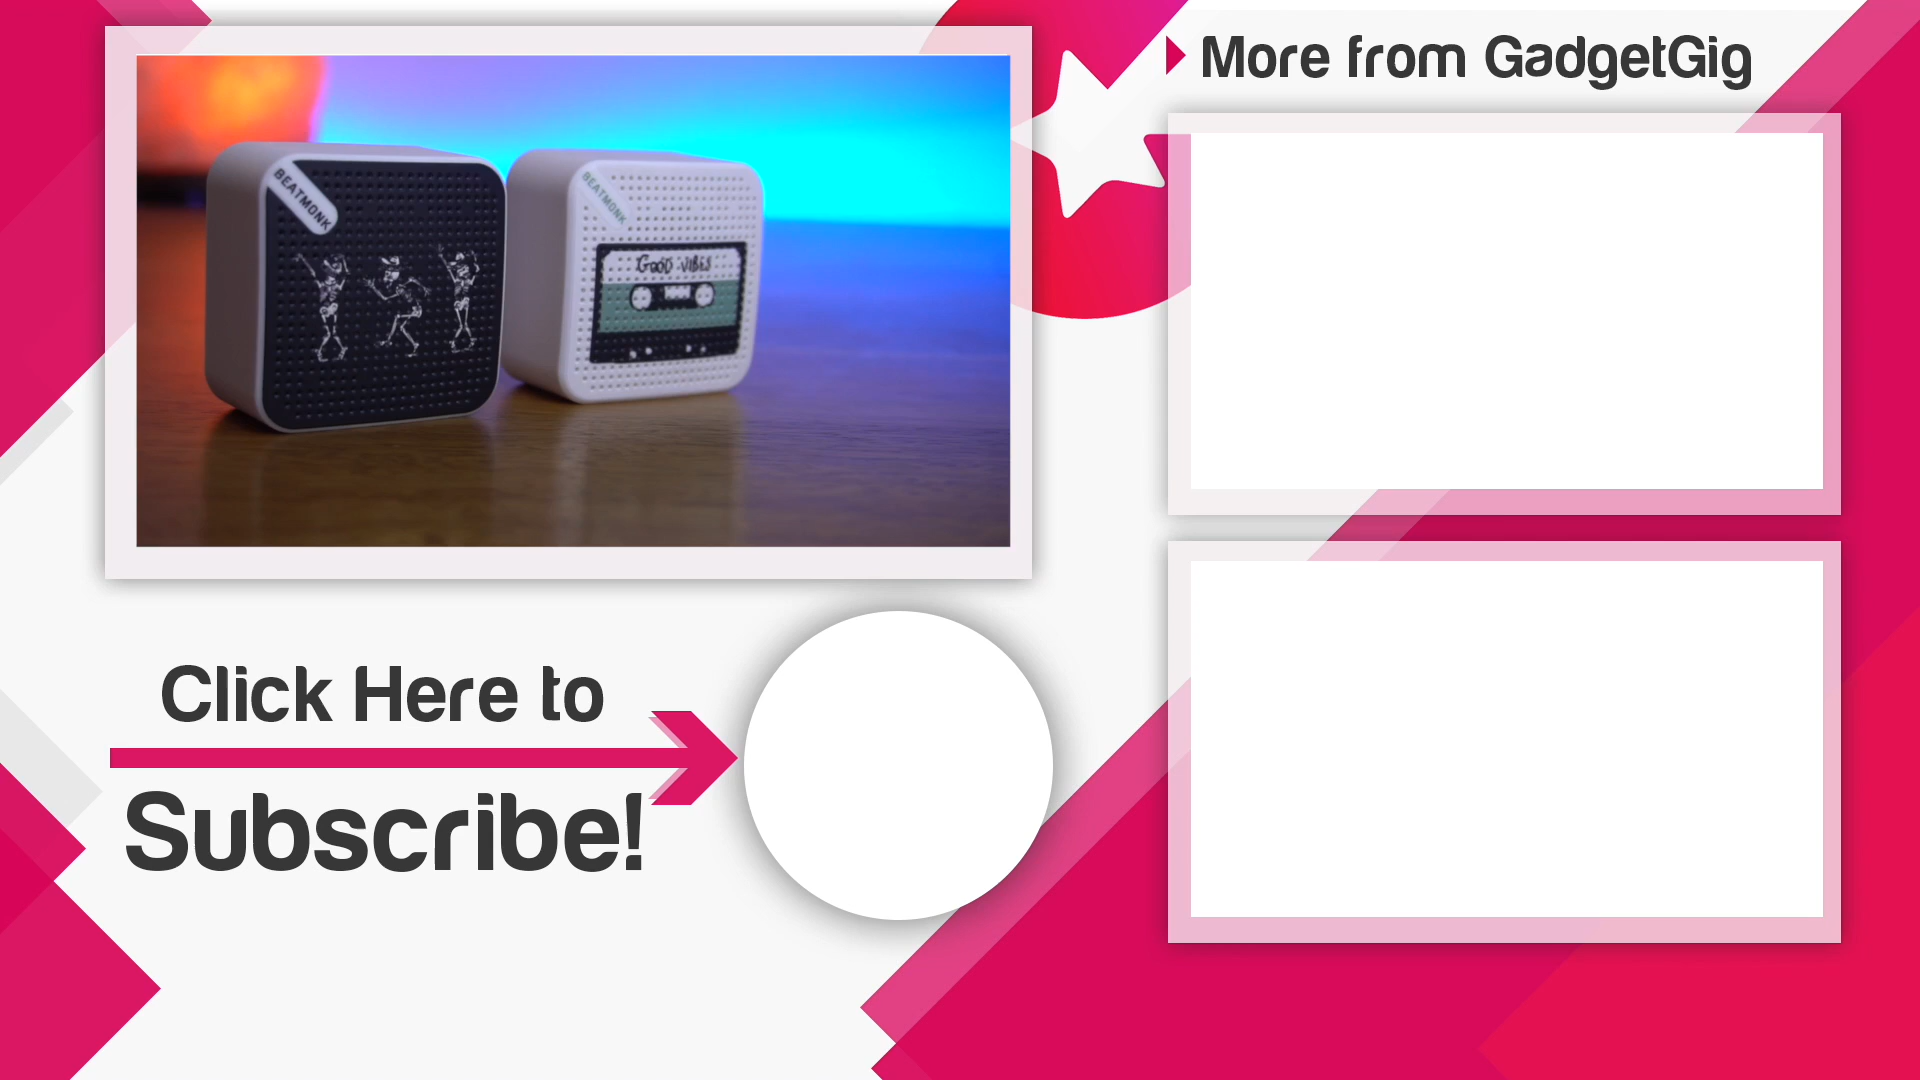 More from GadgetGig
BEATMONK
BEATMONK
GOOD VIBES
Click Here to
Subscribe!